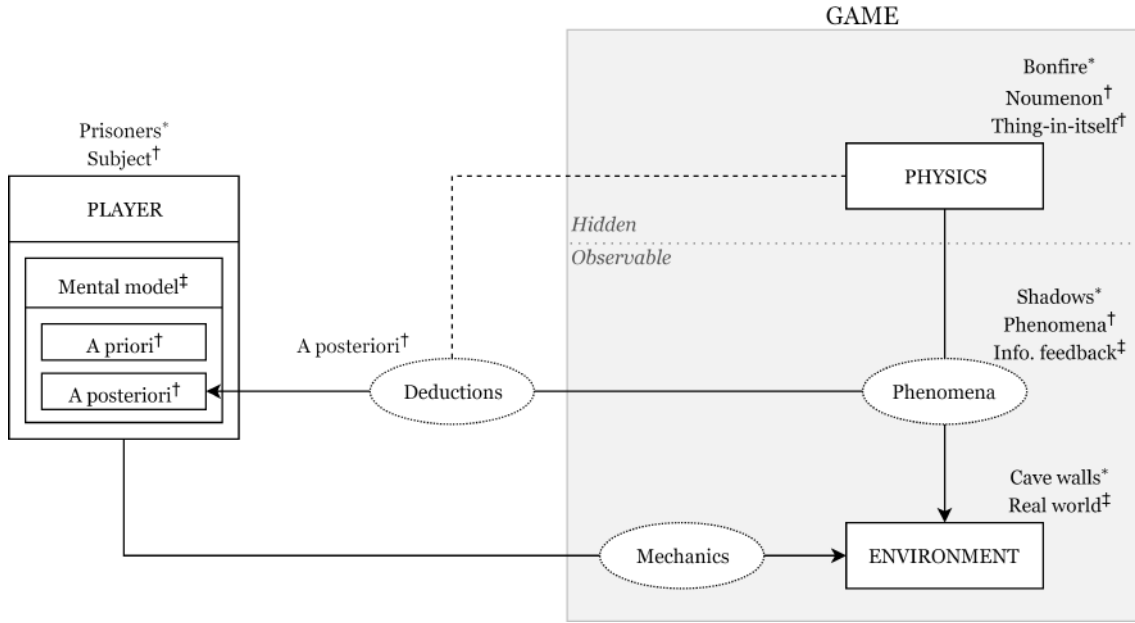 GAME
Bonfire*
Noumenon†
Thing-in-itself†
PHYSICS
Hidden
Observable
Prisoners*
Subject†
PLAYER
Mental model‡
A priori†
A posteriori†
A posteriori†
Deductions
Shadows*
Phenomena†
Info. feedback‡
Phenomena
Cave walls*
Real world‡
Mechanics
ENVIRONMENT